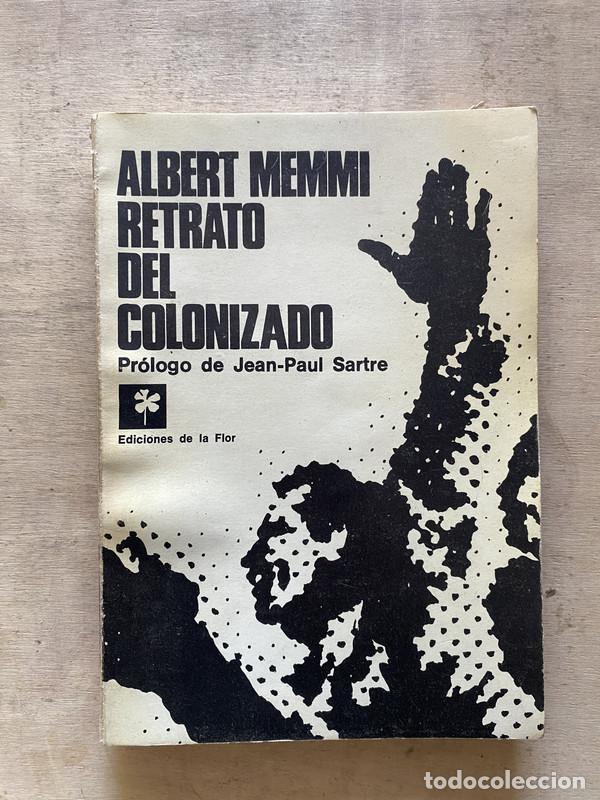 ALBERT MEMMI
RETRATO
DEL
COLONIZADO
Prólogo de Jean-Paul Sartre
Ediciones de la Flor
todocoleccion